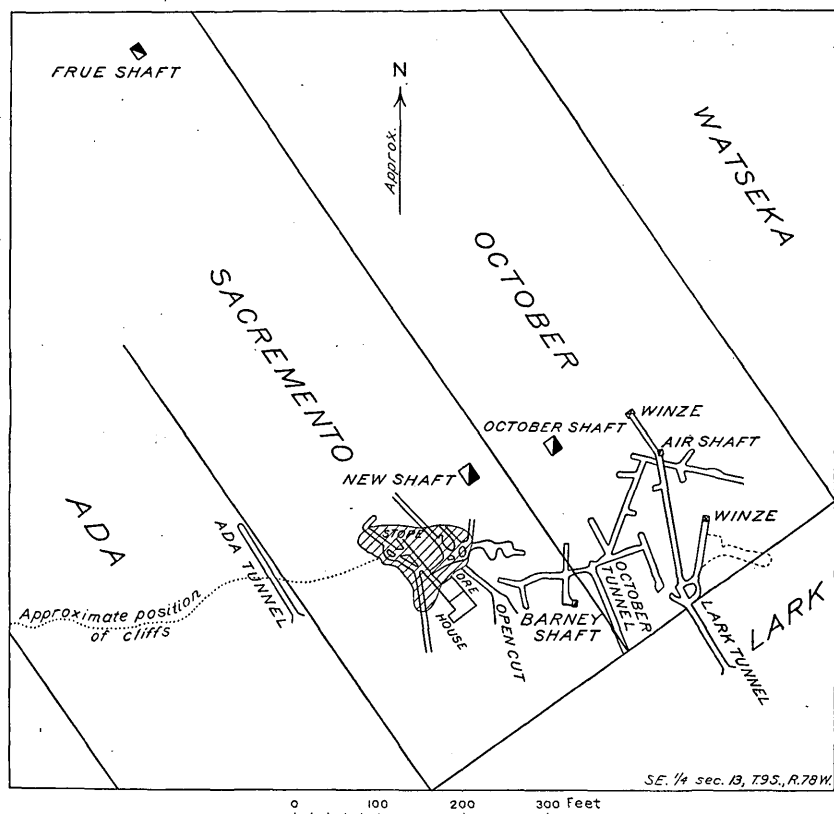 FRUE SHAFT
N
Approx.
WATSEKA
OCTOBER
SACREMENTO
ADA
WINZE
OCTOBER SHAFT
AIR SHAFT
NEW SHAFT
STOPE
WINZE
ADA TUNNEL
ORE
HOUSE
OPEN CUT
BARNEY
SHAFT
OCTOBER
TUNNEL
LARK TUNNEL
LARK
Approximate position
of cliffs
SE. 1/4 sec. 13, T.9S., R.78W.
0 100 200 300 Feet